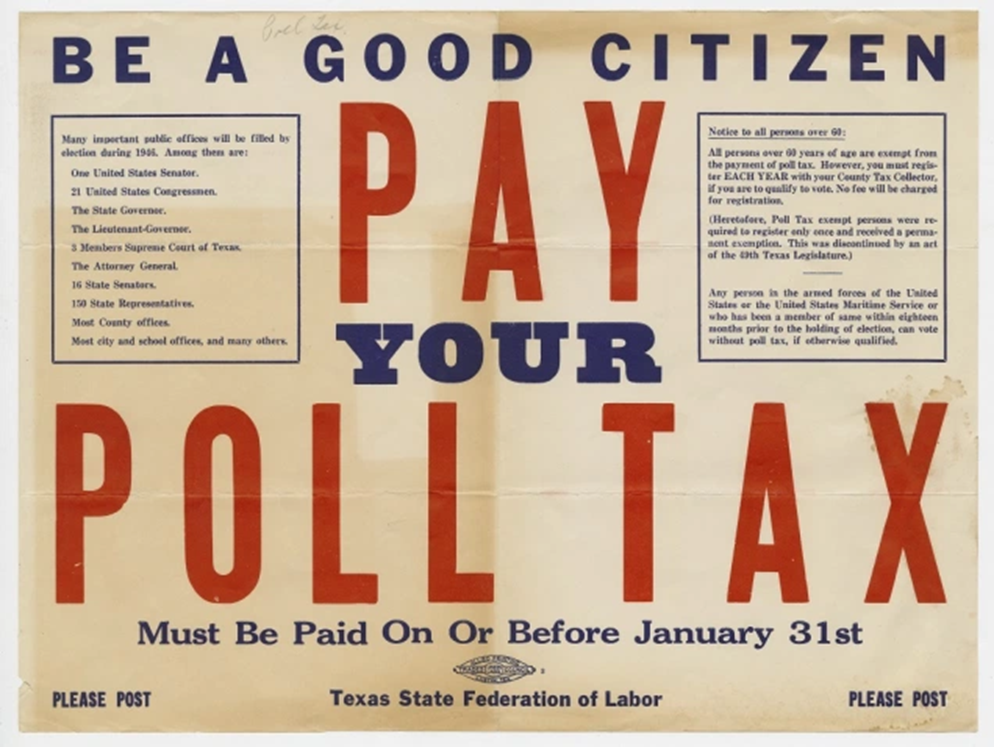 Poll Tax.
BE A GOOD CITIZEN
Many important public offices will be filled by
election during 1946. Among them are:
One United States Senator.
21 United States Congressmen.
The State Governor.
The Lieutenant-Governor.
3 Members Supreme Court of Texas.
The Attorney General.
16 State Senators.
150 State Representatives.
Most County offices.
Most city and school offices, and many others.
PAY
YOUR
Notice to all persons over 60:
All persons over 60 years of age are exempt from
the payment of poll tax. However, you must regis-
ter EACH YEAR with your County Tax Collector,
if you are to qualify to vote. No fee will be charged
for registration.
(Heretofore, Poll Tax exempt persons were re-
quired to register only once and received a perma-
nent exemption. This was discontinued by an act
of the 49th Texas Legislature.)
Any person in the armed forces of the United
States or the United States Maritime Service or
who has been a member of same within eighteen
months prior to the holding of election, can vote
without poll tax, if otherwise qualified.
POLL TAX
Must Be Paid On Or Before January 31st
2
PLEASE POST
Texas State Federation of Labor
PLEASE POST